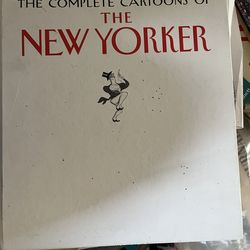 THE COMPLETE CARTOONS OF
THE
NEW YORKER